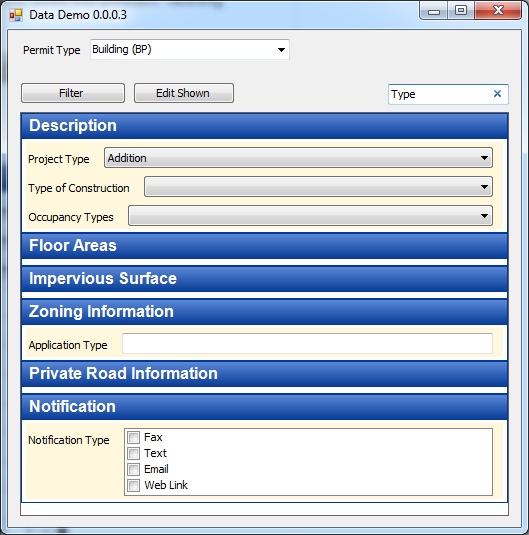 Data Demo 0.0.0.3
Permit Type Building (BP)
Filter Edit Shown Type
Description
Project Type Addition
Type of Construction
Occupancy Types
Floor Areas
Impervious Surface
Zoning Information
Application Type
Private Road Information
Notification
Notification Type Fax
Text
Email
Web Link